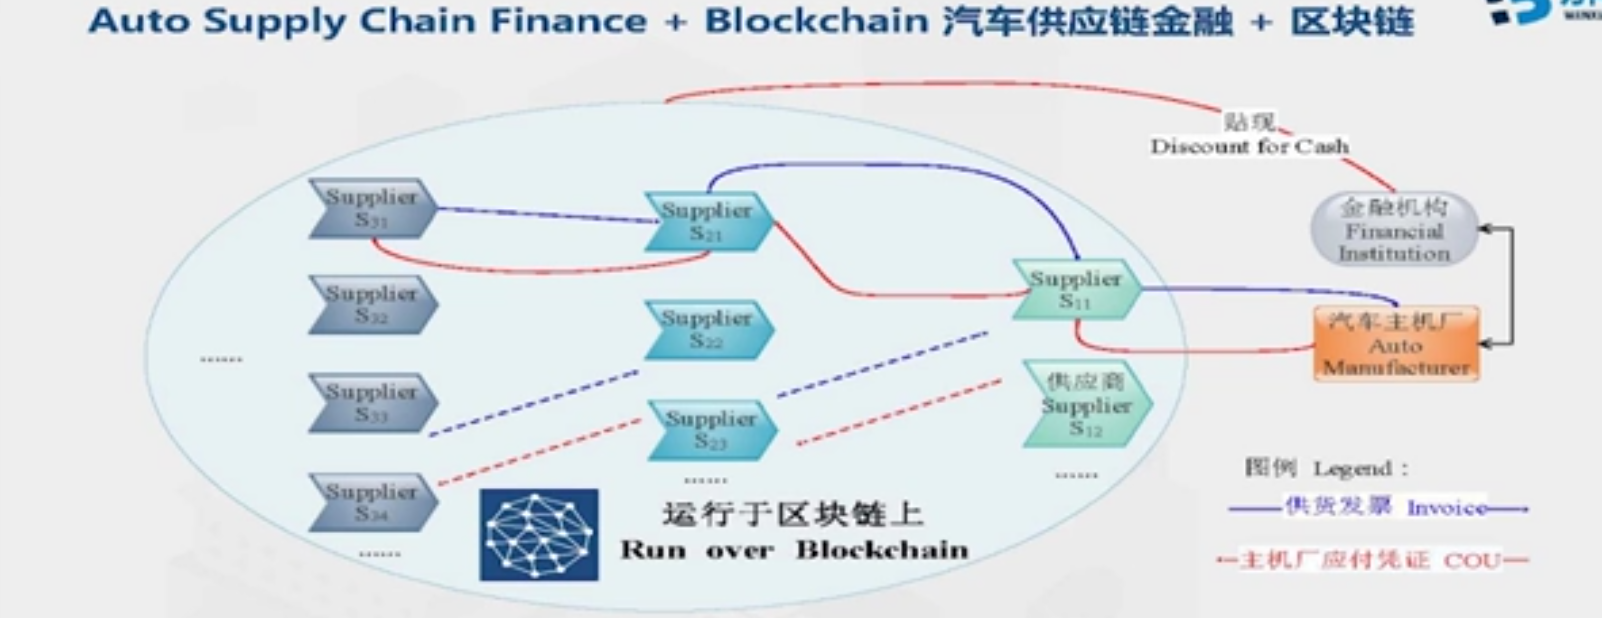 Auto Supply Chain Finance + Blockchain 汽车供应链金融 + 区块链
贴现
Discount for Cash
Supplier
S31
Supplier
S21
金融机构
Financial
Institution
Supplier
S11
Supplier
S32
Supplier
S22
汽车主机厂
Auto
Manufacturer
......
Supplier
S33
Supplier
S23
供应商
Supplier
S12
......
......
Supplier
S34
......
运行于区块链上
Run over Blockchain
图例 Legend :
供货发票 Invoice
主机厂应付凭证 COU